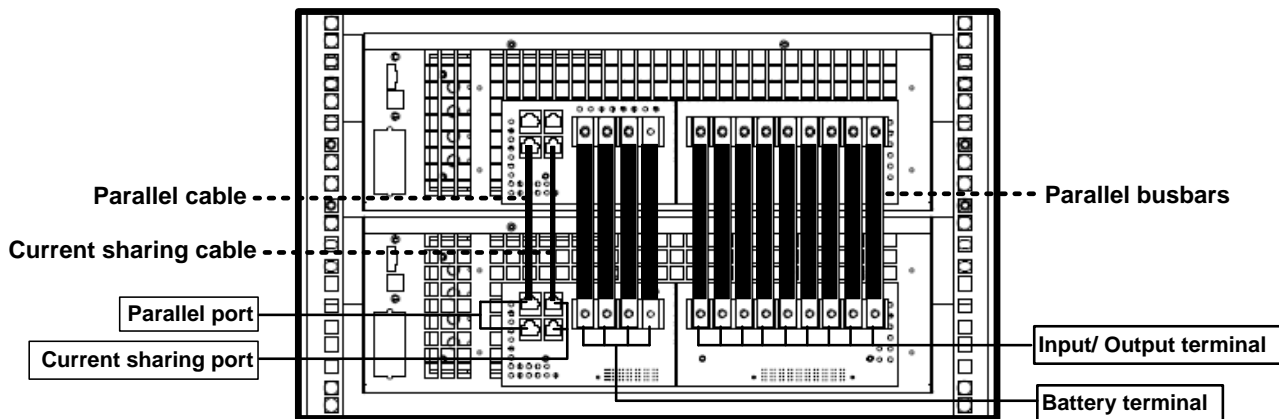 Parallel cable
Parallel busbars
Current sharing cable
Parallel port
Current sharing port
Input/ Output terminal
Battery terminal